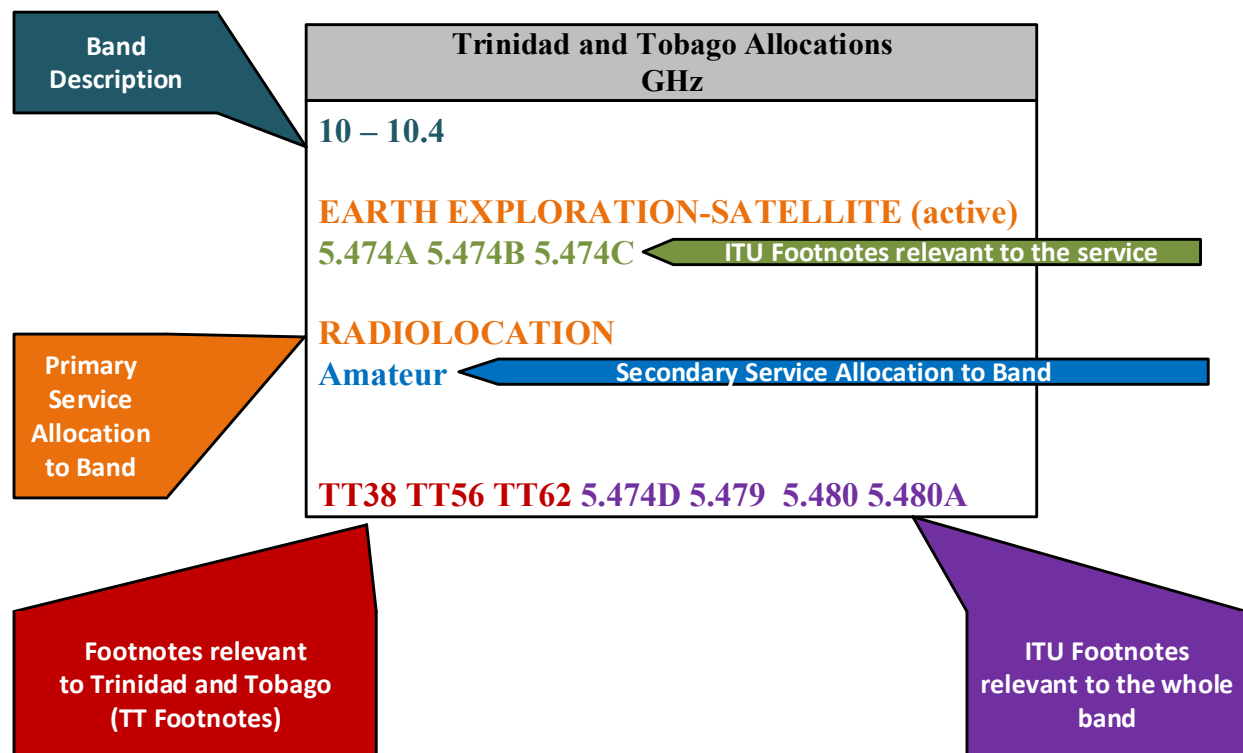 Band
Description
Trinidad and Tobago Allocations
GHz
10 – 10.4
EARTH EXPLORATION-SATELLITE (active)
5.474A 5.474B 5.474C
ITU Footnotes relevant to the service
RADIOLOCATION
Amateur
Secondary Service Allocation to Band
Primary
Service
Allocation
to Band
TT38 TT56 TT62 5.474D 5.479 5.480 5.480A
Footnotes relevant
to Trinidad and Tobago
(TT Footnotes)
ITU Footnotes
relevant to the whole
band